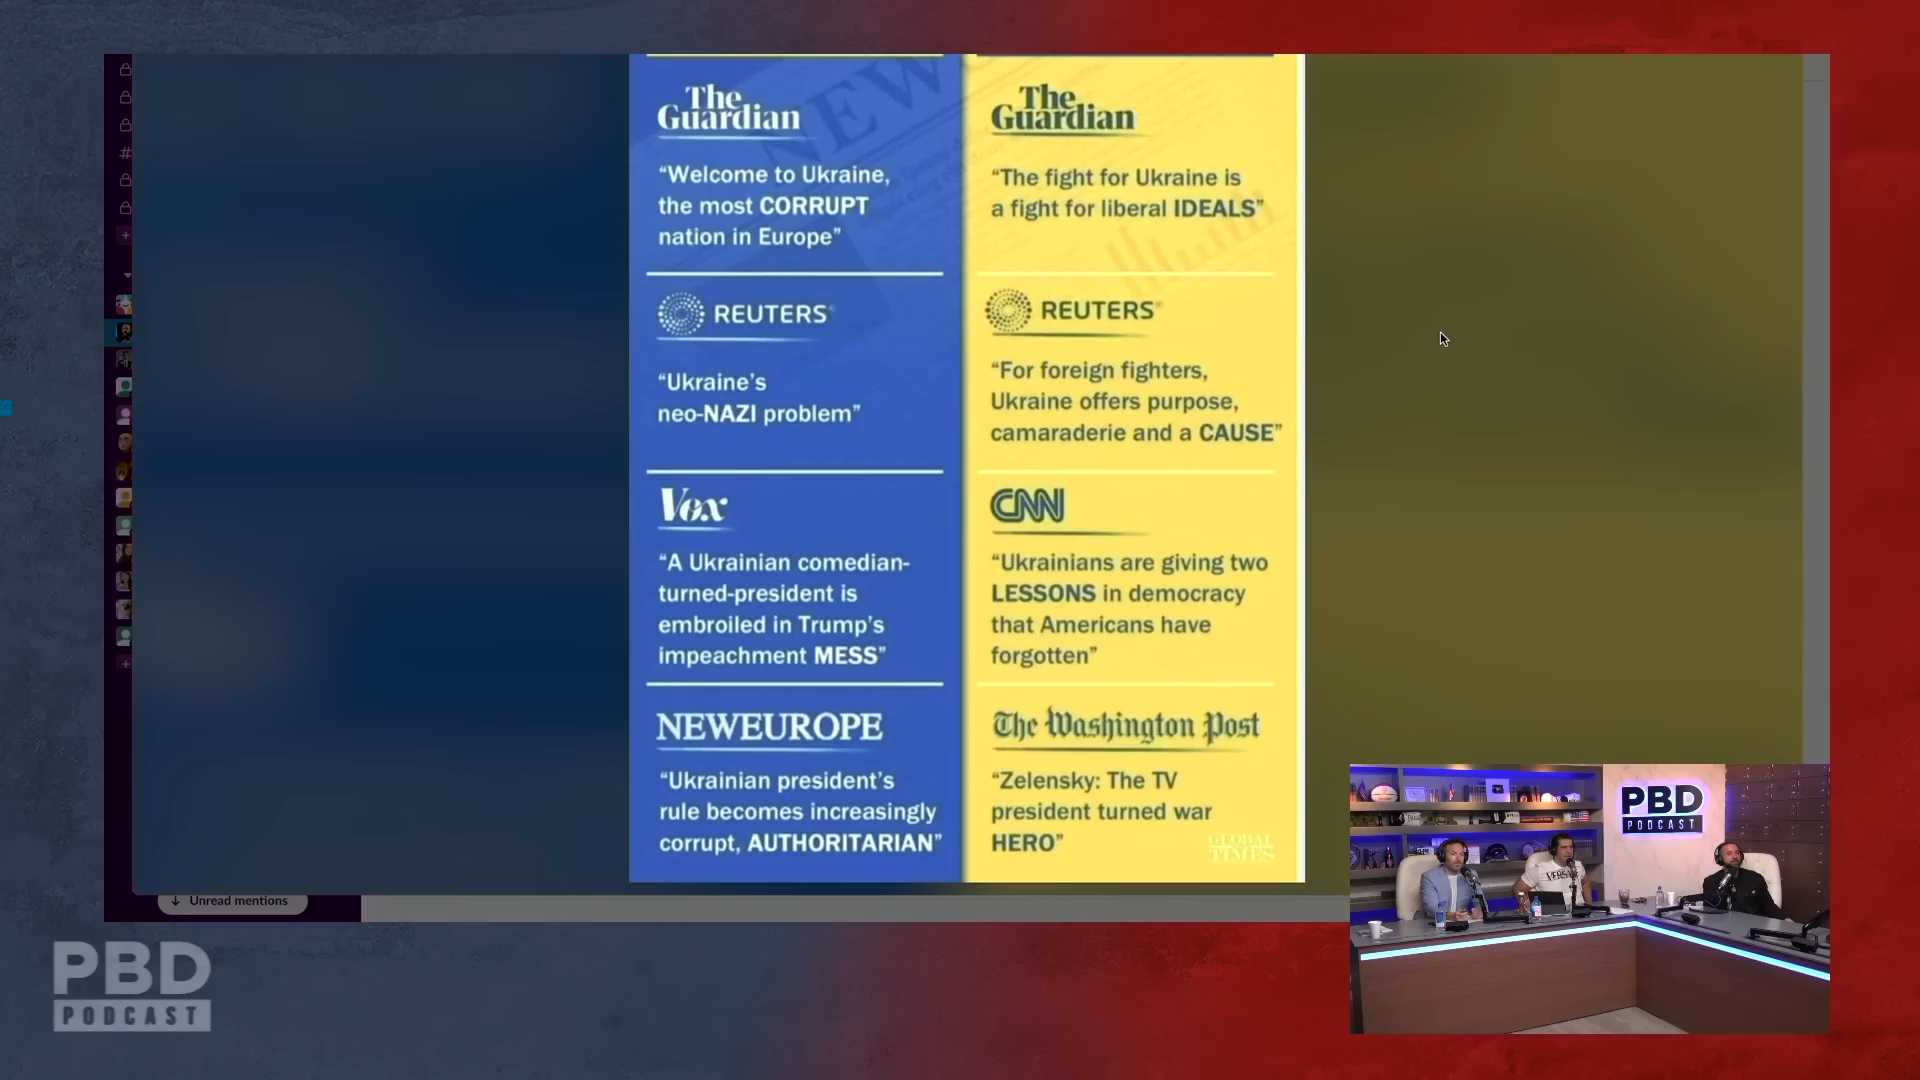 The
Guardian
“Welcome to Ukraine,
the most CORRUPT
nation in Europe”
REUTERS
“Ukraine’s
neo-NAZI problem”
Vox
“A Ukrainian comedian-
turned-president is
embroiled in Trump’s
impeachment MESS”
NEWEUROPE
“Ukrainian president’s
rule becomes increasingly
corrupt, AUTHORITARIAN”
The
Guardian
“The fight for Ukraine is
a fight for liberal IDEALS”
REUTERS
“For foreign fighters,
Ukraine offers purpose,
camaraderie and a CAUSE”
CNN
“Ukrainians are giving two
LESSONS in democracy
that Americans have
forgotten”
The Washington Post
“Zelensky: The TV
president turned war
HERO”
GLOBAL
TIMES
NEW
↓ Unread mentions
PBD
PODCAST
PBD
PODCAST